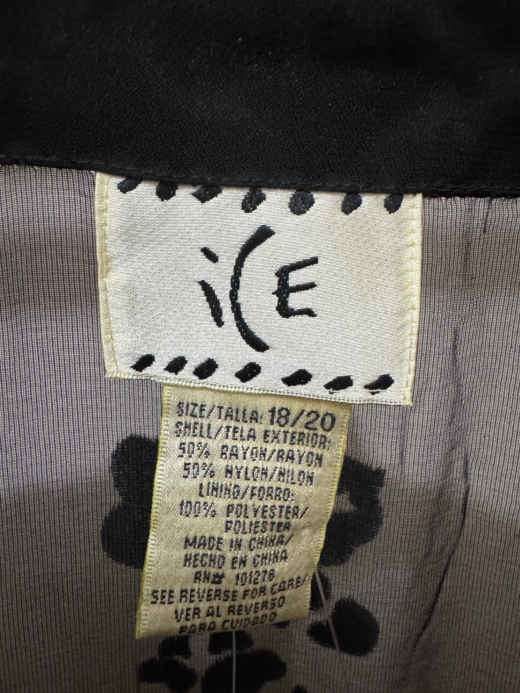 iCE
SIZE/TALLA: 18/20
SHELL/TELA EXTERIOR:
50% RAYON/RAYON
50% NYLON/NILON
LINING/FORRO:
100% POLYESTER/
POLIESTER
MADE IN CHINA/
HECHO EN CHINA
RN# 101276
SEE REVERSE FOR CARE/
VER AL REVERSO
PARA CUIDADO